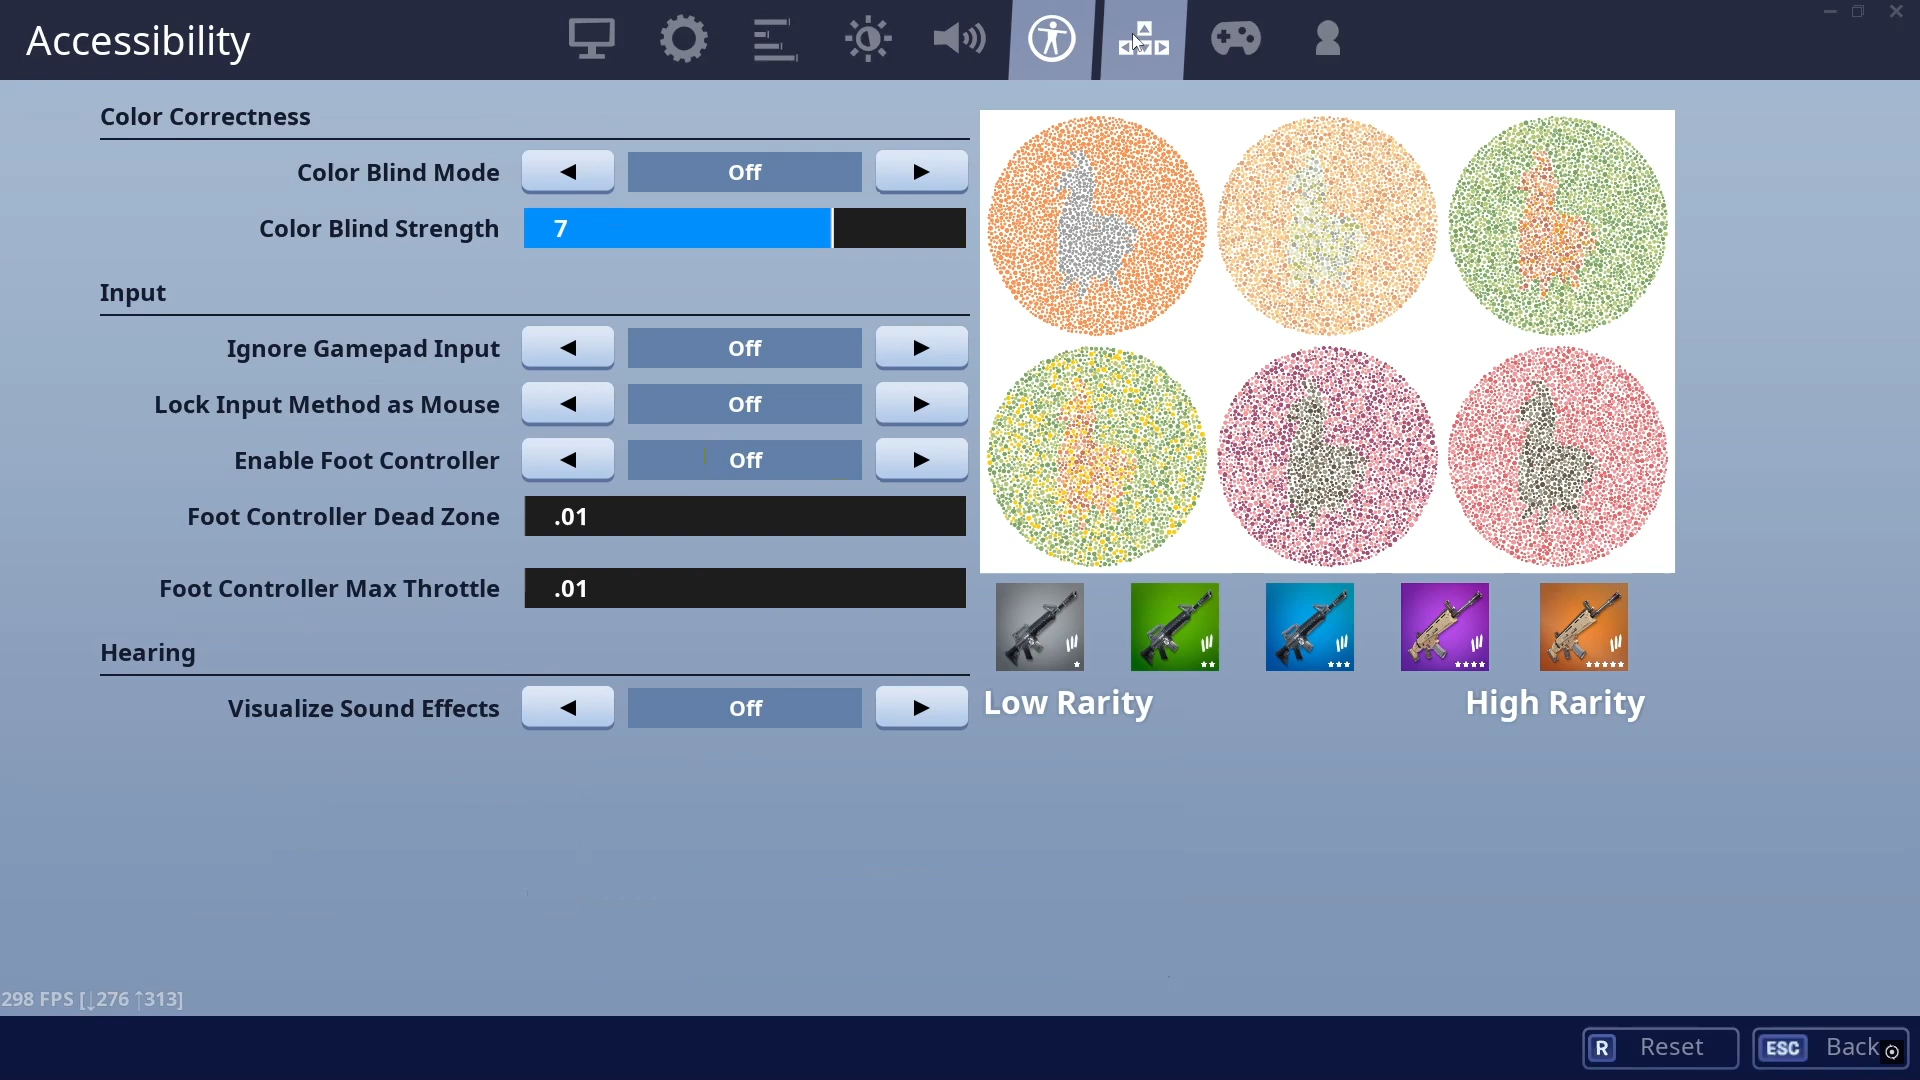 Accessibility
Color Correctness
Color Blind Mode Off
Color Blind Strength 7
Input
Ignore Gamepad Input Off
Lock Input Method as Mouse Off
Enable Foot Controller Off
Foot Controller Dead Zone .01
Foot Controller Max Throttle .01
Hearing
Visualize Sound Effects Off
Low Rarity High Rarity
298 FPS [↓276 ↑313]
R Reset ESC Back